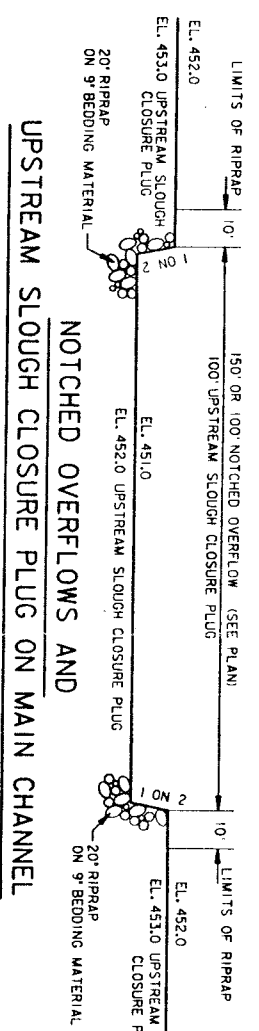 LIMITS OF RIPRAP
10'
150' OR 100' NOTCHED OVERFLOW (SEE PLAN)
100' UPSTREAM SLOUGH CLOSURE PLUG
10'
LIMITS OF RIPRAP
EL. 452.0
EL. 453.0 UPSTREAM SLOUGH
CLOSURE PLUG
1 ON 2
EL. 451.0
EL. 452.0 UPSTREAM SLOUGH CLOSURE PLUG
1 ON 2
EL. 452.0
EL. 453.0 UPSTREAM
CLOSURE P
20" RIPRAP
ON 9" BEDDING MATERIAL
20" RIPRAP
ON 9" BEDDING MATERIAL
NOTCHED OVERFLOWS AND
UPSTREAM SLOUGH CLOSURE PLUG ON MAIN CHANNEL